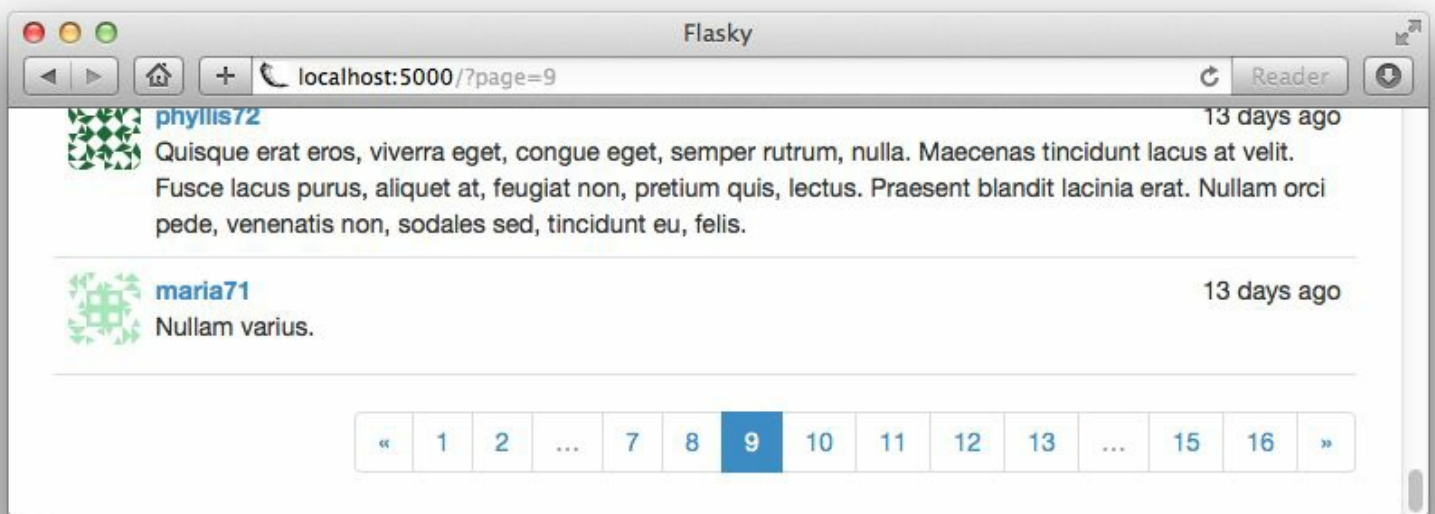 Flasky
localhost:5000/?page=9
Reader
phyllis72
13 days ago
Quisque erat eros, viverra eget, congue eget, semper rutrum, nulla. Maecenas tincidunt lacus at velit.
Fusce lacus purus, aliquet at, feugiat non, pretium quis, lectus. Praesent blandit lacinia erat. Nullam orci
pede, venenatis non, sodales sed, tincidunt eu, felis.
maria71
13 days ago
Nullam varius.
« 1 2 ... 7 8 9 10 11 12 13 ... 15 16 »